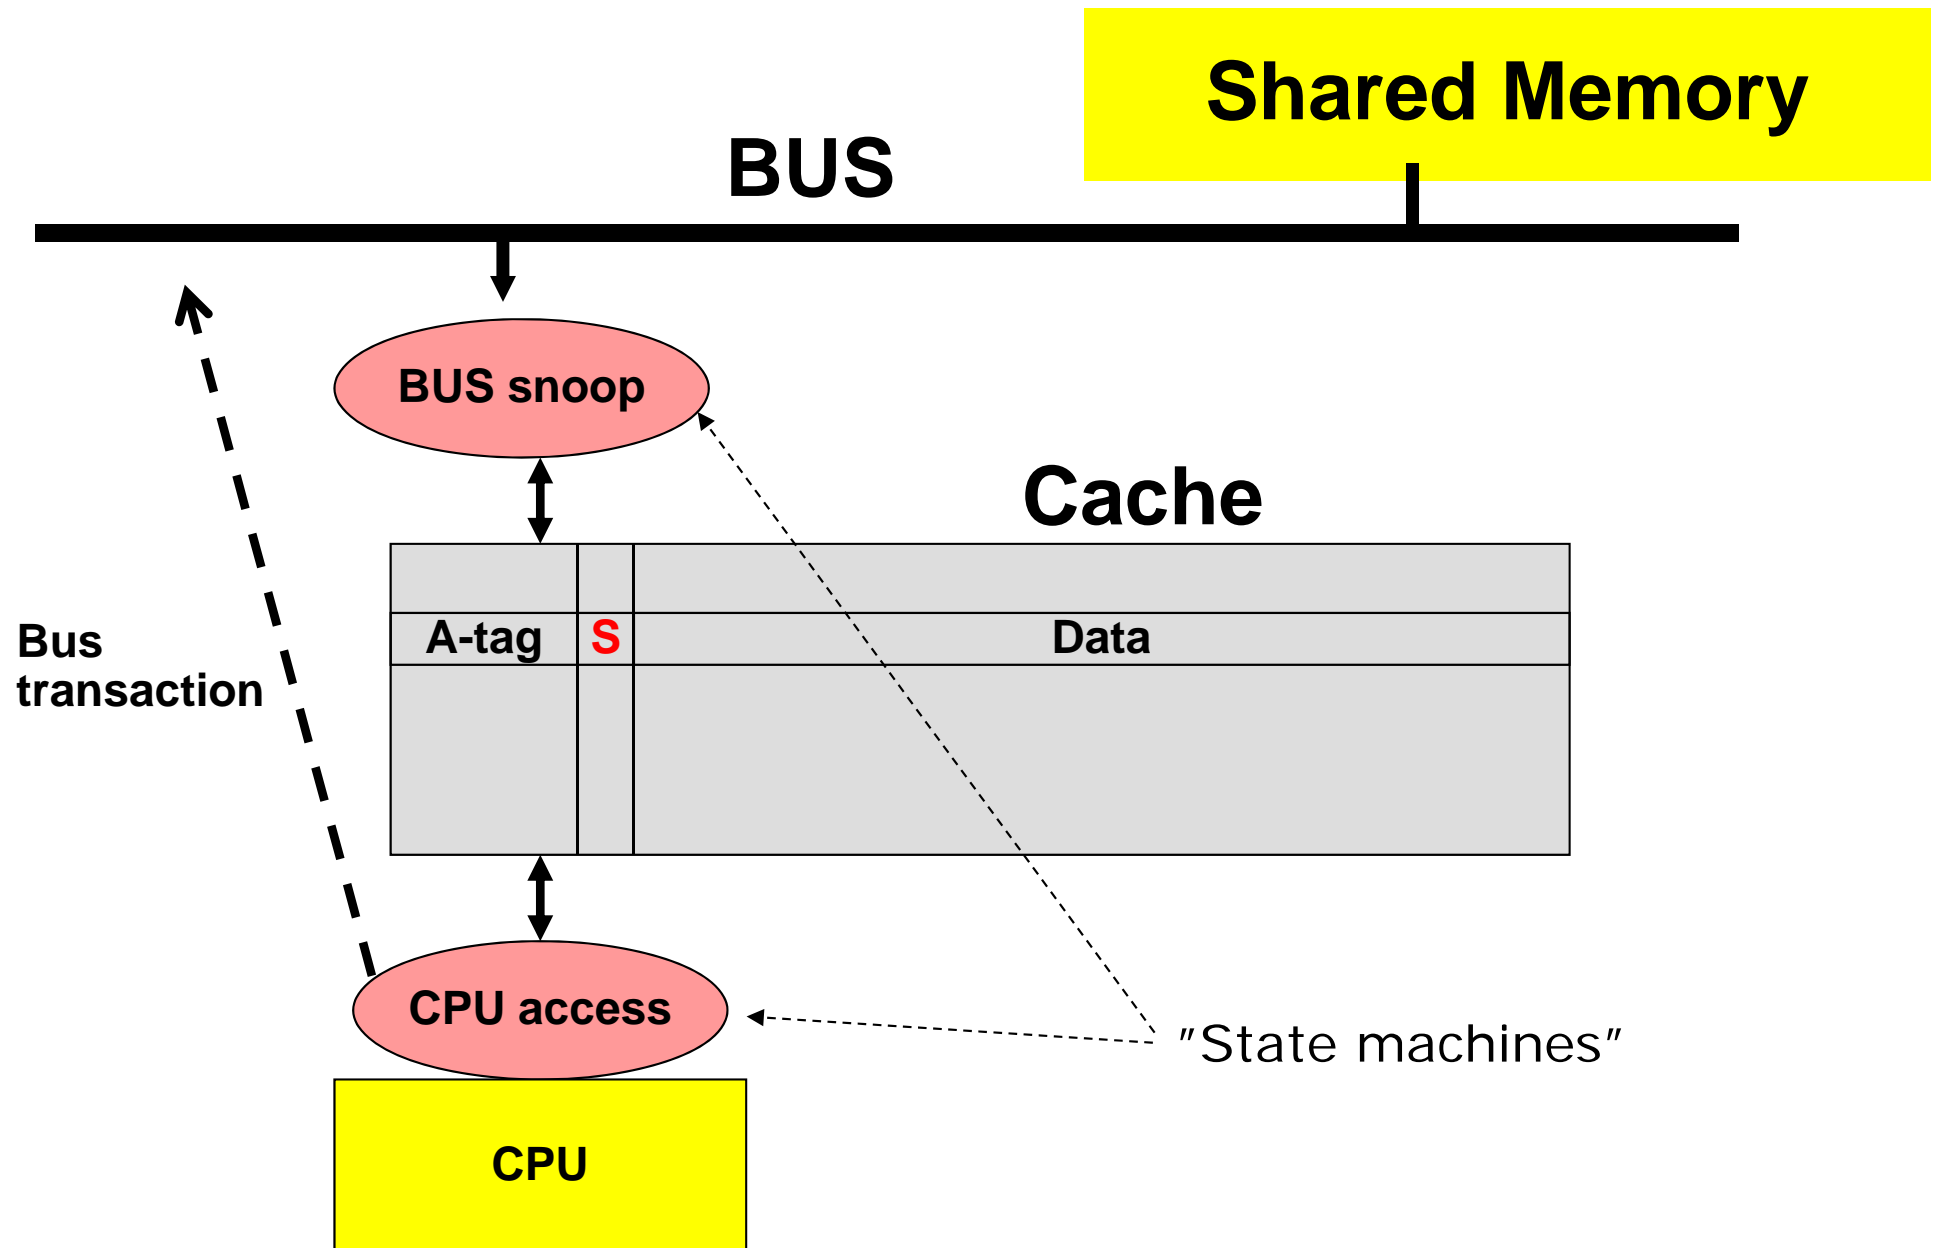 Shared Memory
BUS
BUS snoop
Cache
A-tag S Data
Bus
transaction
CPU access
"State machines"
CPU